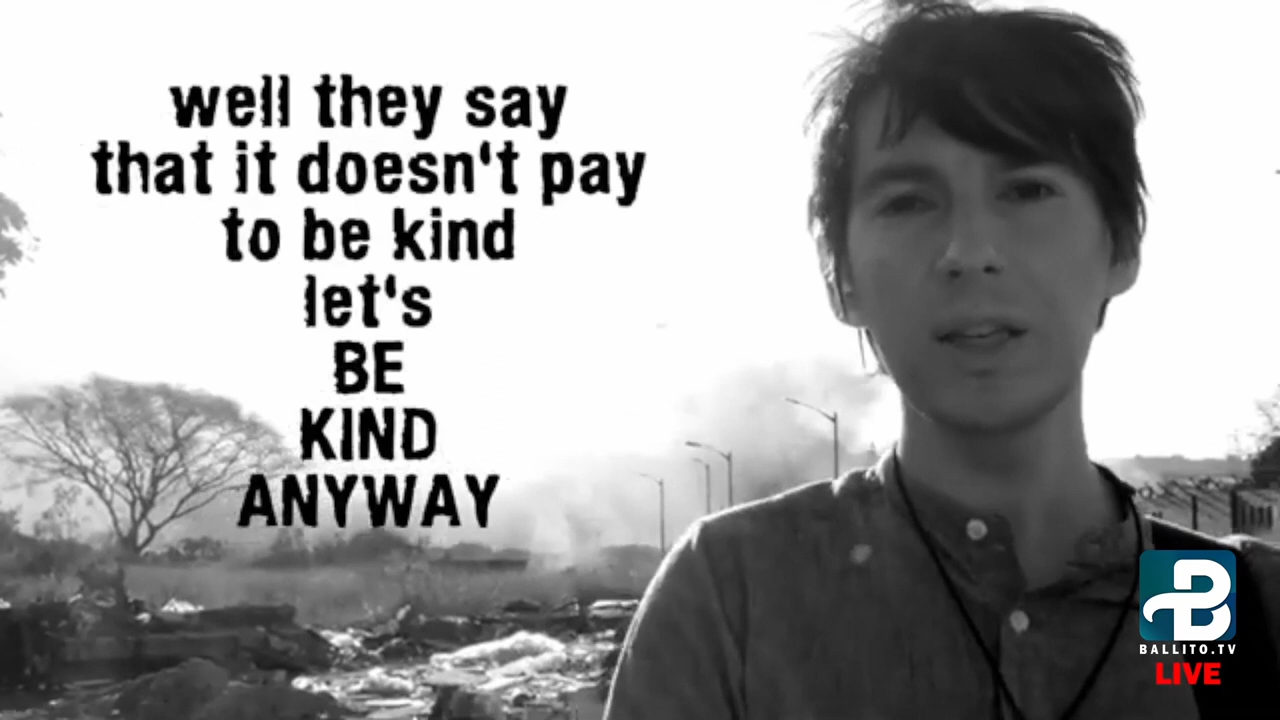 well they say
that it doesn't pay
to be kind
let's
BE
KIND
ANYWAY
B
BALLITO.TV
LIVE